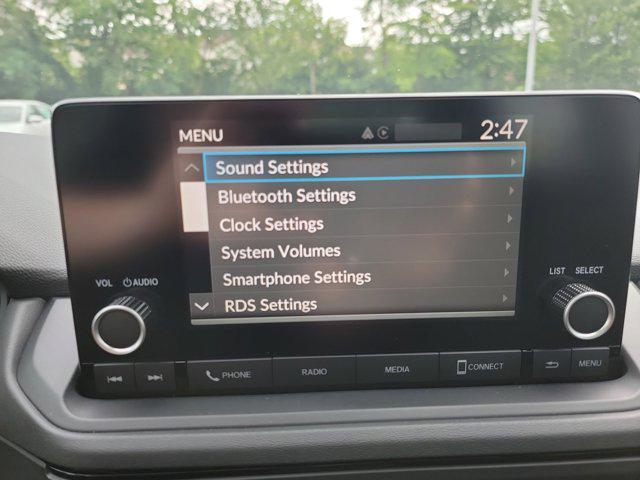 MENU 2:47
Sound Settings
Bluetooth Settings
Clock Settings
System Volumes
Smartphone Settings
RDS Settings
VOL AUDIO
LIST SELECT
PHONE RADIO MEDIA CONNECT MENU